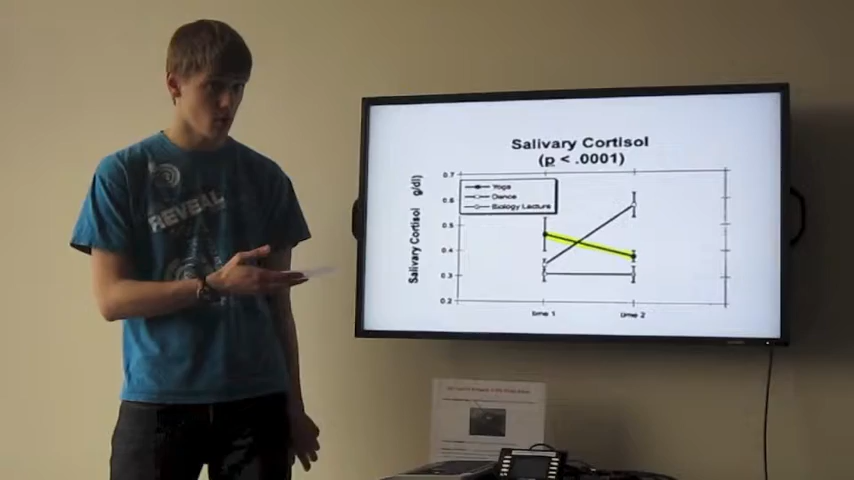 REVEAL
Salivary Cortisol
(p < .0001)
Salivary Cortisol g/dl
0.7
0.6
0.5
0.4
0.3
0.2
Yoga
Dance
Biology Lecture
time 1
time 2